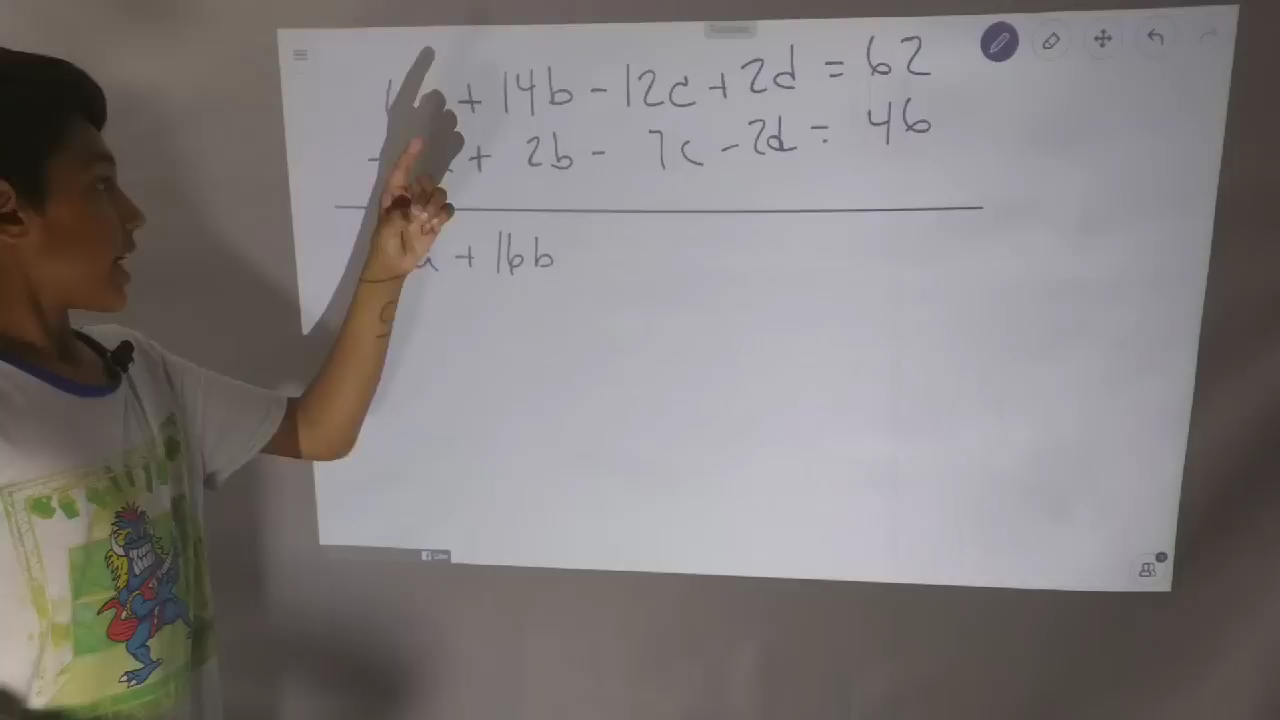 + 14b - 12c + 2d = 62
+ 2b - 7c - 2d = 46
a + 16b